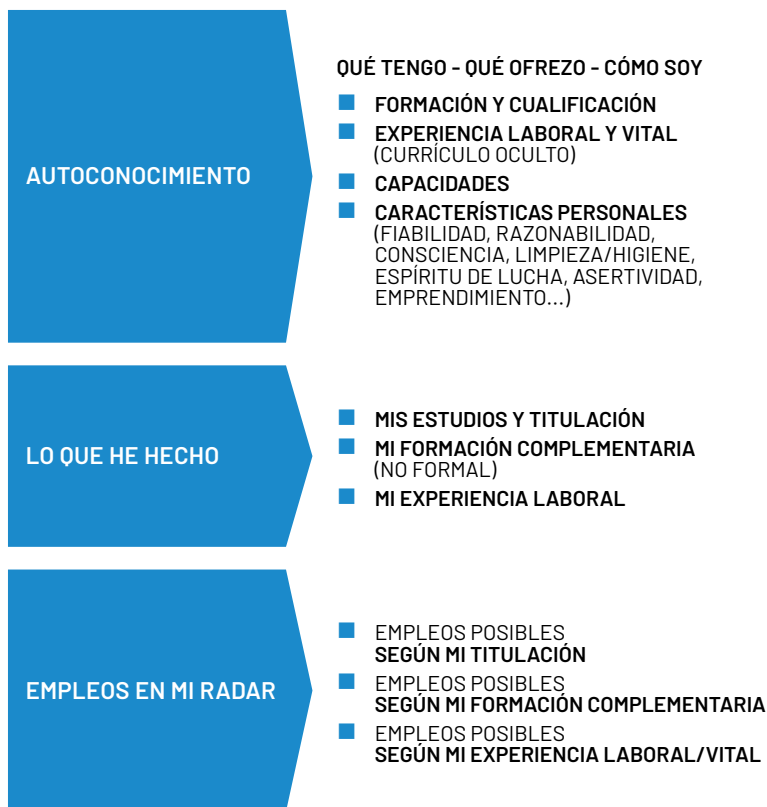 AUTOCONOCIMIENTO
QUÉ TENGO - QUÉ OFREZO - CÓMO SOY
FORMACIÓN Y CUALIFICACIÓN
EXPERIENCIA LABORAL Y VITAL
(CURRÍCULO OCULTO)
CAPACIDADES
CARACTERÍSTICAS PERSONALES
(FIABILIDAD, RAZONABILIDAD,
CONSCIENCIA, LIMPIEZA/HIGIENE,
ESPÍRITU DE LUCHA, ASERTIVIDAD,
EMPRENDIMIENTO...)
LO QUE HE HECHO
MIS ESTUDIOS Y TITULACIÓN
MI FORMACIÓN COMPLEMENTARIA
(NO FORMAL)
MI EXPERIENCIA LABORAL
EMPLEOS EN MI RADAR
EMPLEOS POSIBLES
SEGÚN MI TITULACIÓN
EMPLEOS POSIBLES
SEGÚN MI FORMACIÓN COMPLEMENTARIA
EMPLEOS POSIBLES
SEGÚN MI EXPERIENCIA LABORAL/VITAL